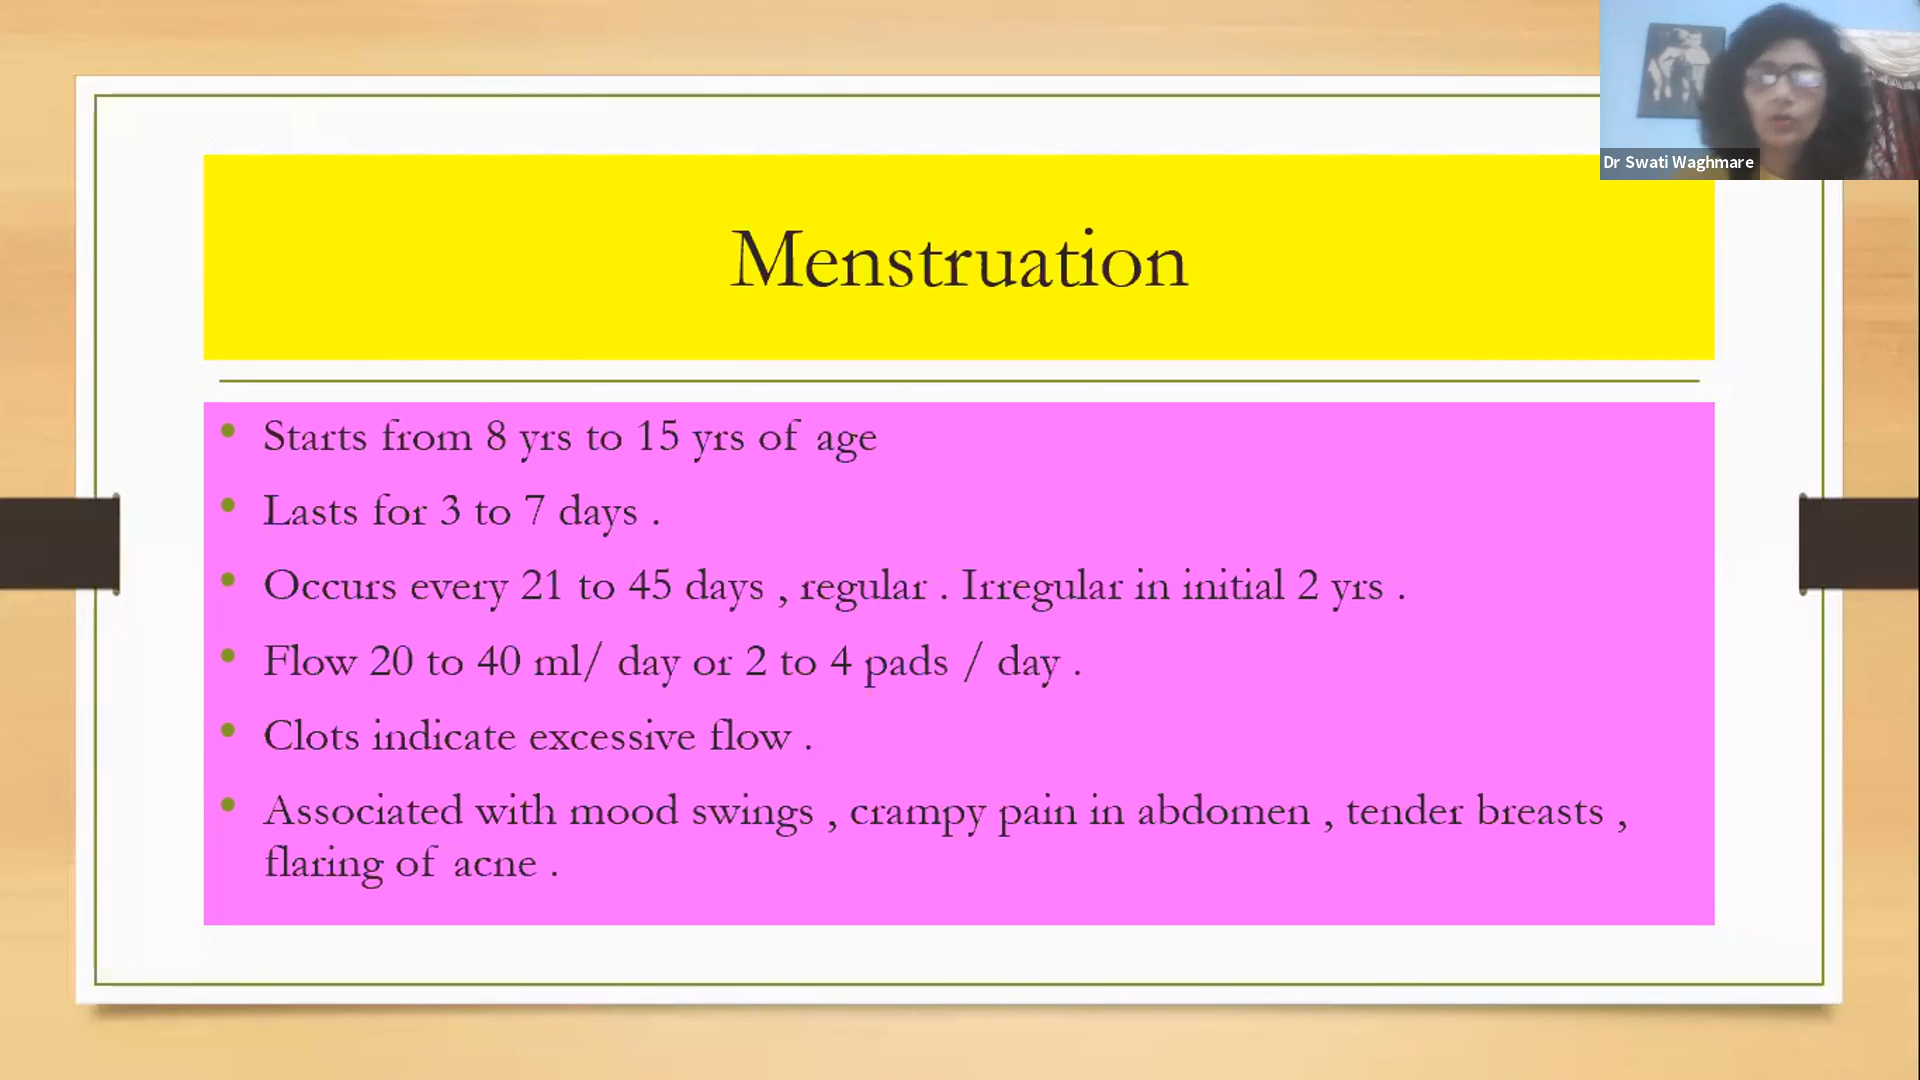 Dr Swati Waghmare
Menstruation
• Starts from 8 yrs to 15 yrs of age
• Lasts for 3 to 7 days .
• Occurs every 21 to 45 days , regular . Irregular in initial 2 yrs .
• Flow 20 to 40 ml/ day or 2 to 4 pads / day .
• Clots indicate excessive flow .
• Associated with mood swings , crampy pain in abdomen , tender breasts ,
flaring of acne .